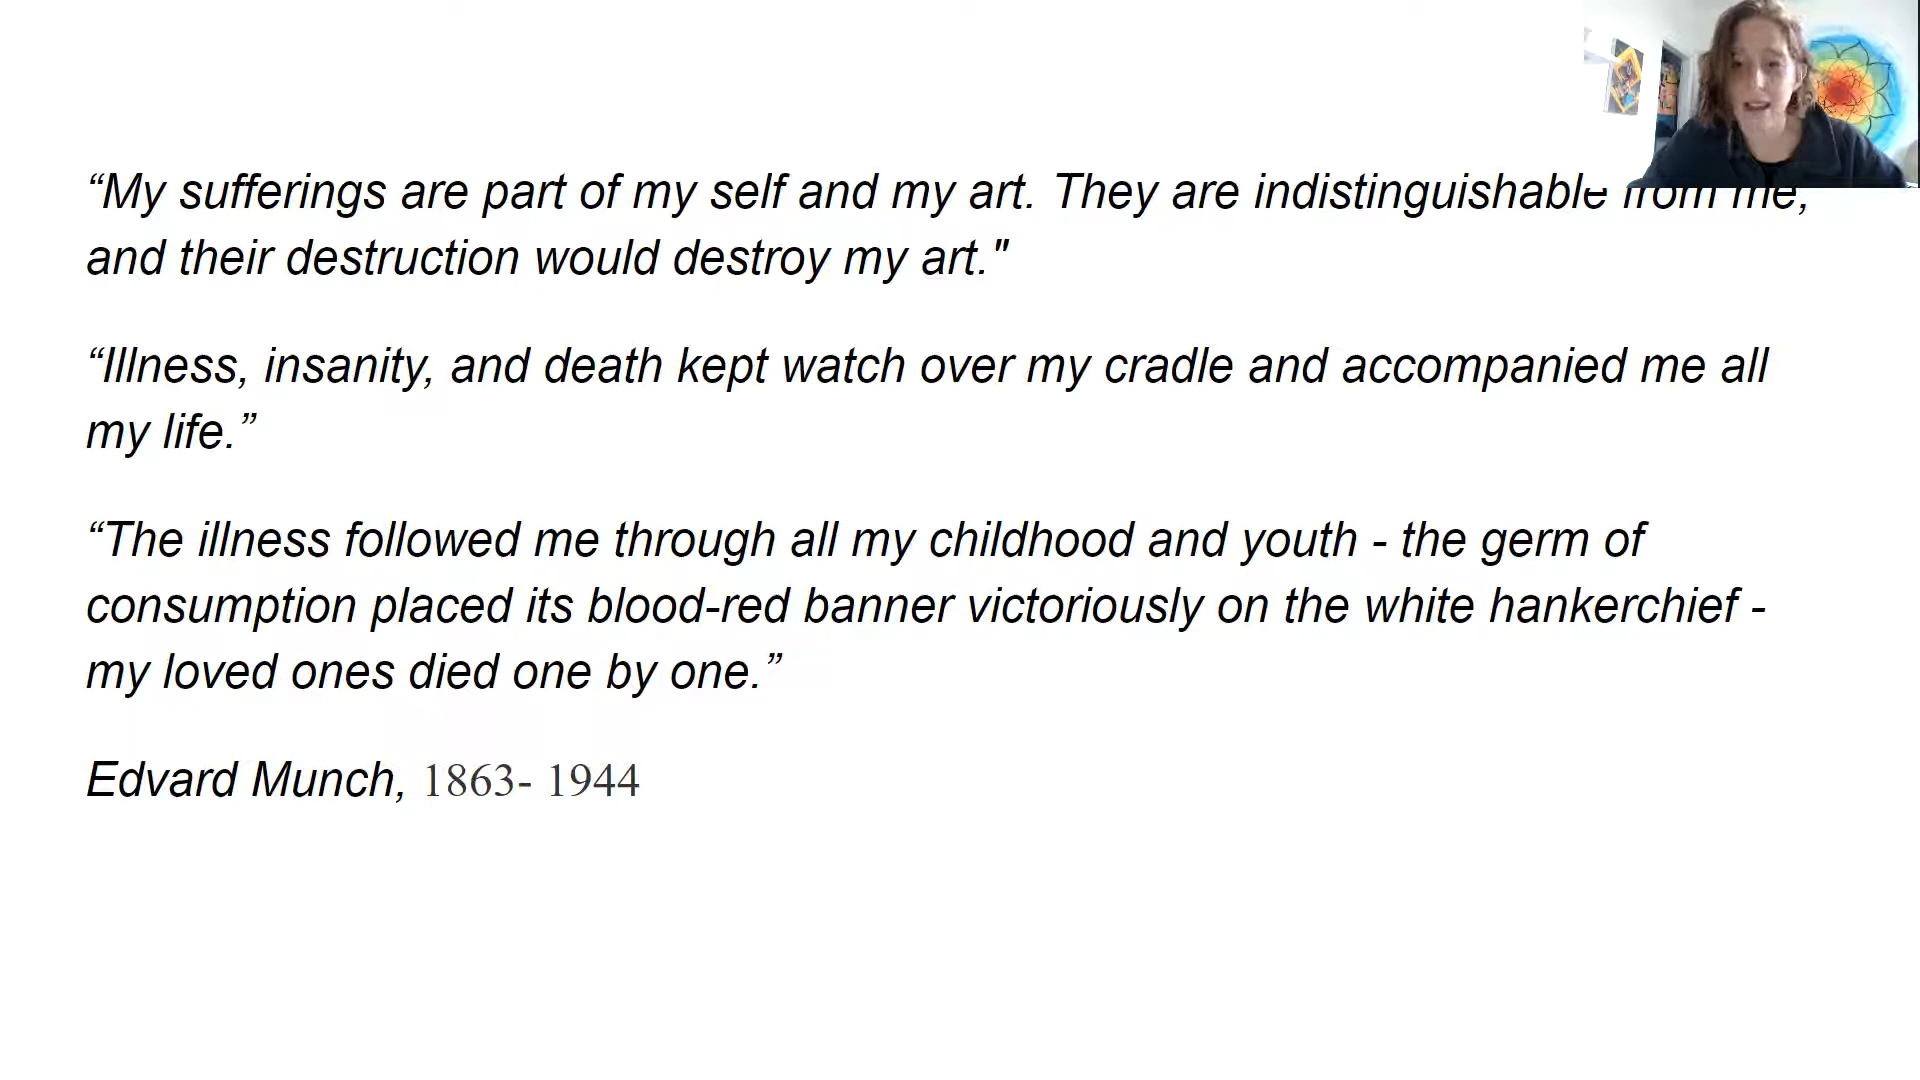 “My sufferings are part of my self and my art. They are indistinguishable from me,
and their destruction would destroy my art."
“Illness, insanity, and death kept watch over my cradle and accompanied me all
my life.”
“The illness followed me through all my childhood and youth - the germ of
consumption placed its blood-red banner victoriously on the white hankerchief -
my loved ones died one by one.”
Edvard Munch, 1863- 1944